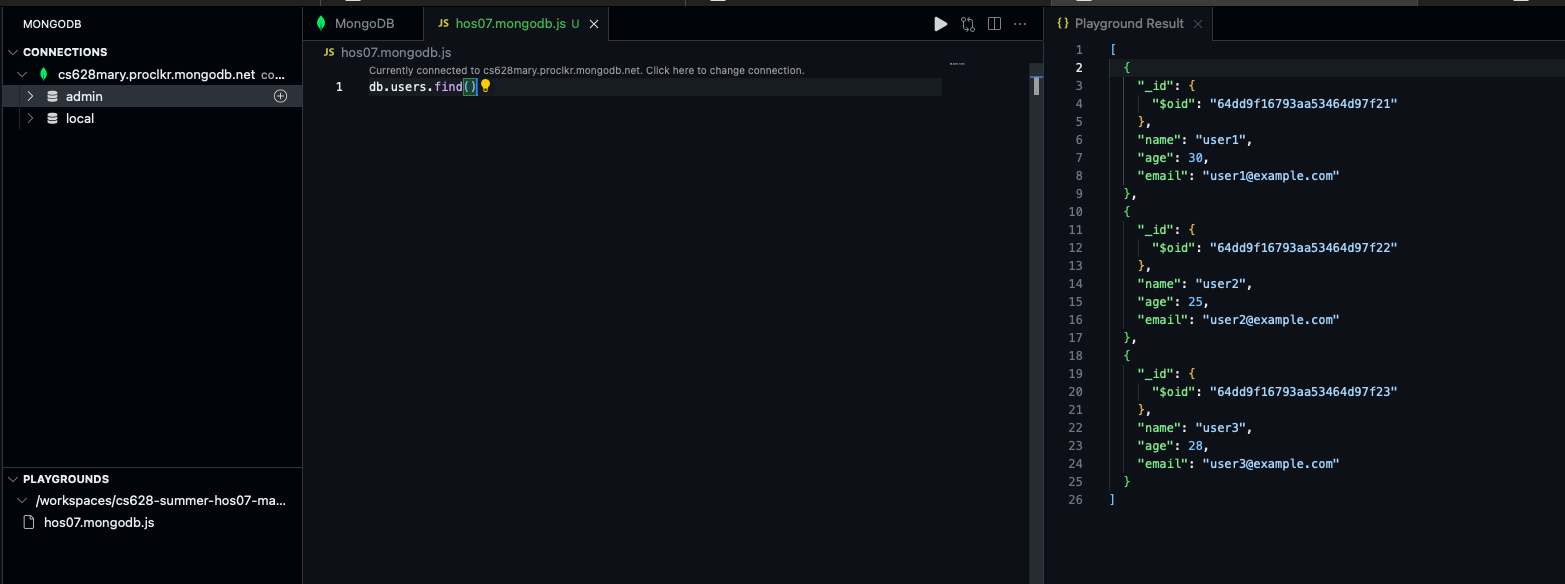 MONGODB
CONNECTIONS
cs628mary.proclkr.mongodb.net co...
admin
local
PLAYGROUNDS
/workspaces/cs628-summer-hos07-ma...
hos07.mongodb.js
MongoDB
JS hos07.mongodb.js U
JS hos07.mongodb.js
Currently connected to cs628mary.proclkr.mongodb.net. Click here to change connection.
1 db.users.find()
{} Playground Result
1 [
2 {
3 "_id": {
4 "$oid": "64dd9f16793aa53464d97f21"
5 },
6 "name": "user1",
7 "age": 30,
8 "email": "user1@example.com"
9 },
10 {
11 "_id": {
12 "$oid": "64dd9f16793aa53464d97f22"
13 },
14 "name": "user2",
15 "age": 25,
16 "email": "user2@example.com"
17 },
18 {
19 "_id": {
20 "$oid": "64dd9f16793aa53464d97f23"
21 },
22 "name": "user3",
23 "age": 28,
24 "email": "user3@example.com"
25 }
26 ]